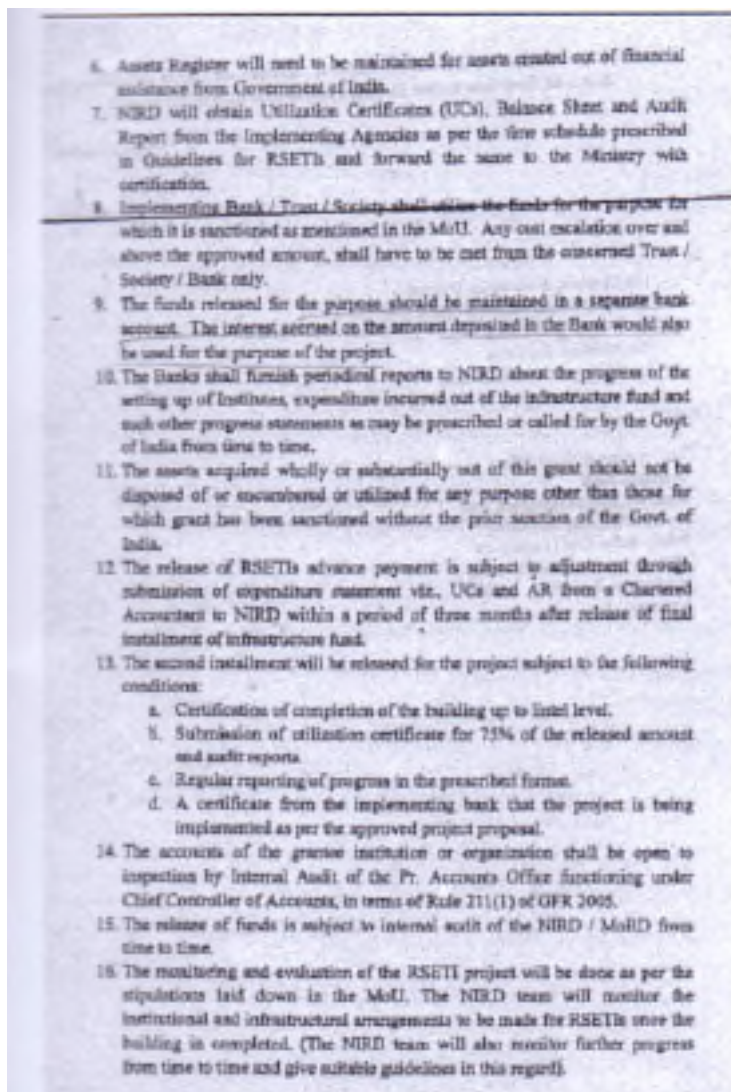 6. Assets Register will need to be maintained for assets created out of financial
assistance from Government of India.
7. NIRD will obtain Utilization Certificates (UCs), Balance Sheet and Audit
Report from the Implementing Agencies as per the time schedule prescribed
in Guidelines for RSETIs and forward the same to the Ministry with
certification.
8. Implementing Bank / Trust / Society shall utilise the funds for the purpose for
which it is sanctioned as mentioned in the MoU. Any cost escalation over and
above the approved amount, shall have to be met from the concerned Trust /
Society / Bank only.
9. The funds released for the purpose should be maintained in a separate bank
account. The interest accrued on the amount deposited in the Bank would also
be used for the purpose of the project.
10. The Banks shall furnish periodical reports to NIRD about the progress of the
setting up of Institutes, expenditure incurred out of the infrastructure fund and
such other progress statements as may be prescribed or called for by the Govt.
of India from time to time.
11. The assets acquired wholly or substantially out of this grant should not be
disposed of or encumbered or utilized for any purpose other than those for
which grant has been sanctioned without the prior sanction of the Govt. of
India.
12. The release of RSETIs advance payment is subject to adjustment through
submission of expenditure statement viz., UCs and AR from a Chartered
Accountant to NIRD within a period of three months after release of final
installment of infrastructure fund.
13. The second installment will be released for the project subject to the following
conditions:
a. Certification of completion of the building up to lintel level.
b. Submission of utilization certificate for 75% of the released amount
and audit reports
c. Regular reporting of progress in the prescribed format.
d. A certificate from the implementing bank that the project is being
implemented as per the approved project proposal.
14. The accounts of the grantee institution or organization shall be open to
inspection by Internal Audit of the Pr. Accounts Office functioning under
Chief Controller of Accounts, in terms of Rule 211(1) of GFR 2005.
15. The release of funds is subject to internal audit of the NIRD / MoRD from
time to time.
16. The monitoring and evaluation of the RSETI project will be done as per the
stipulations laid down in the MoU. The NIRD team will monitor the
institutional and infrastructural arrangements to be made for RSETIs once the
building in completed. (The NIRD team will also monitor further progress
from time to time and give suitable guidelines in this regard).